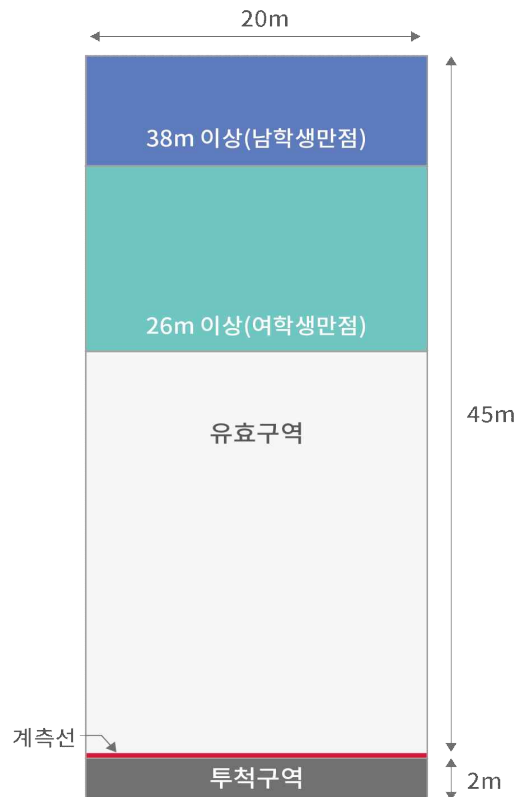 20m
38m 이상(남학생만점)
26m 이상(여학생만점)
45m
유효구역
계측선
투척구역
2m